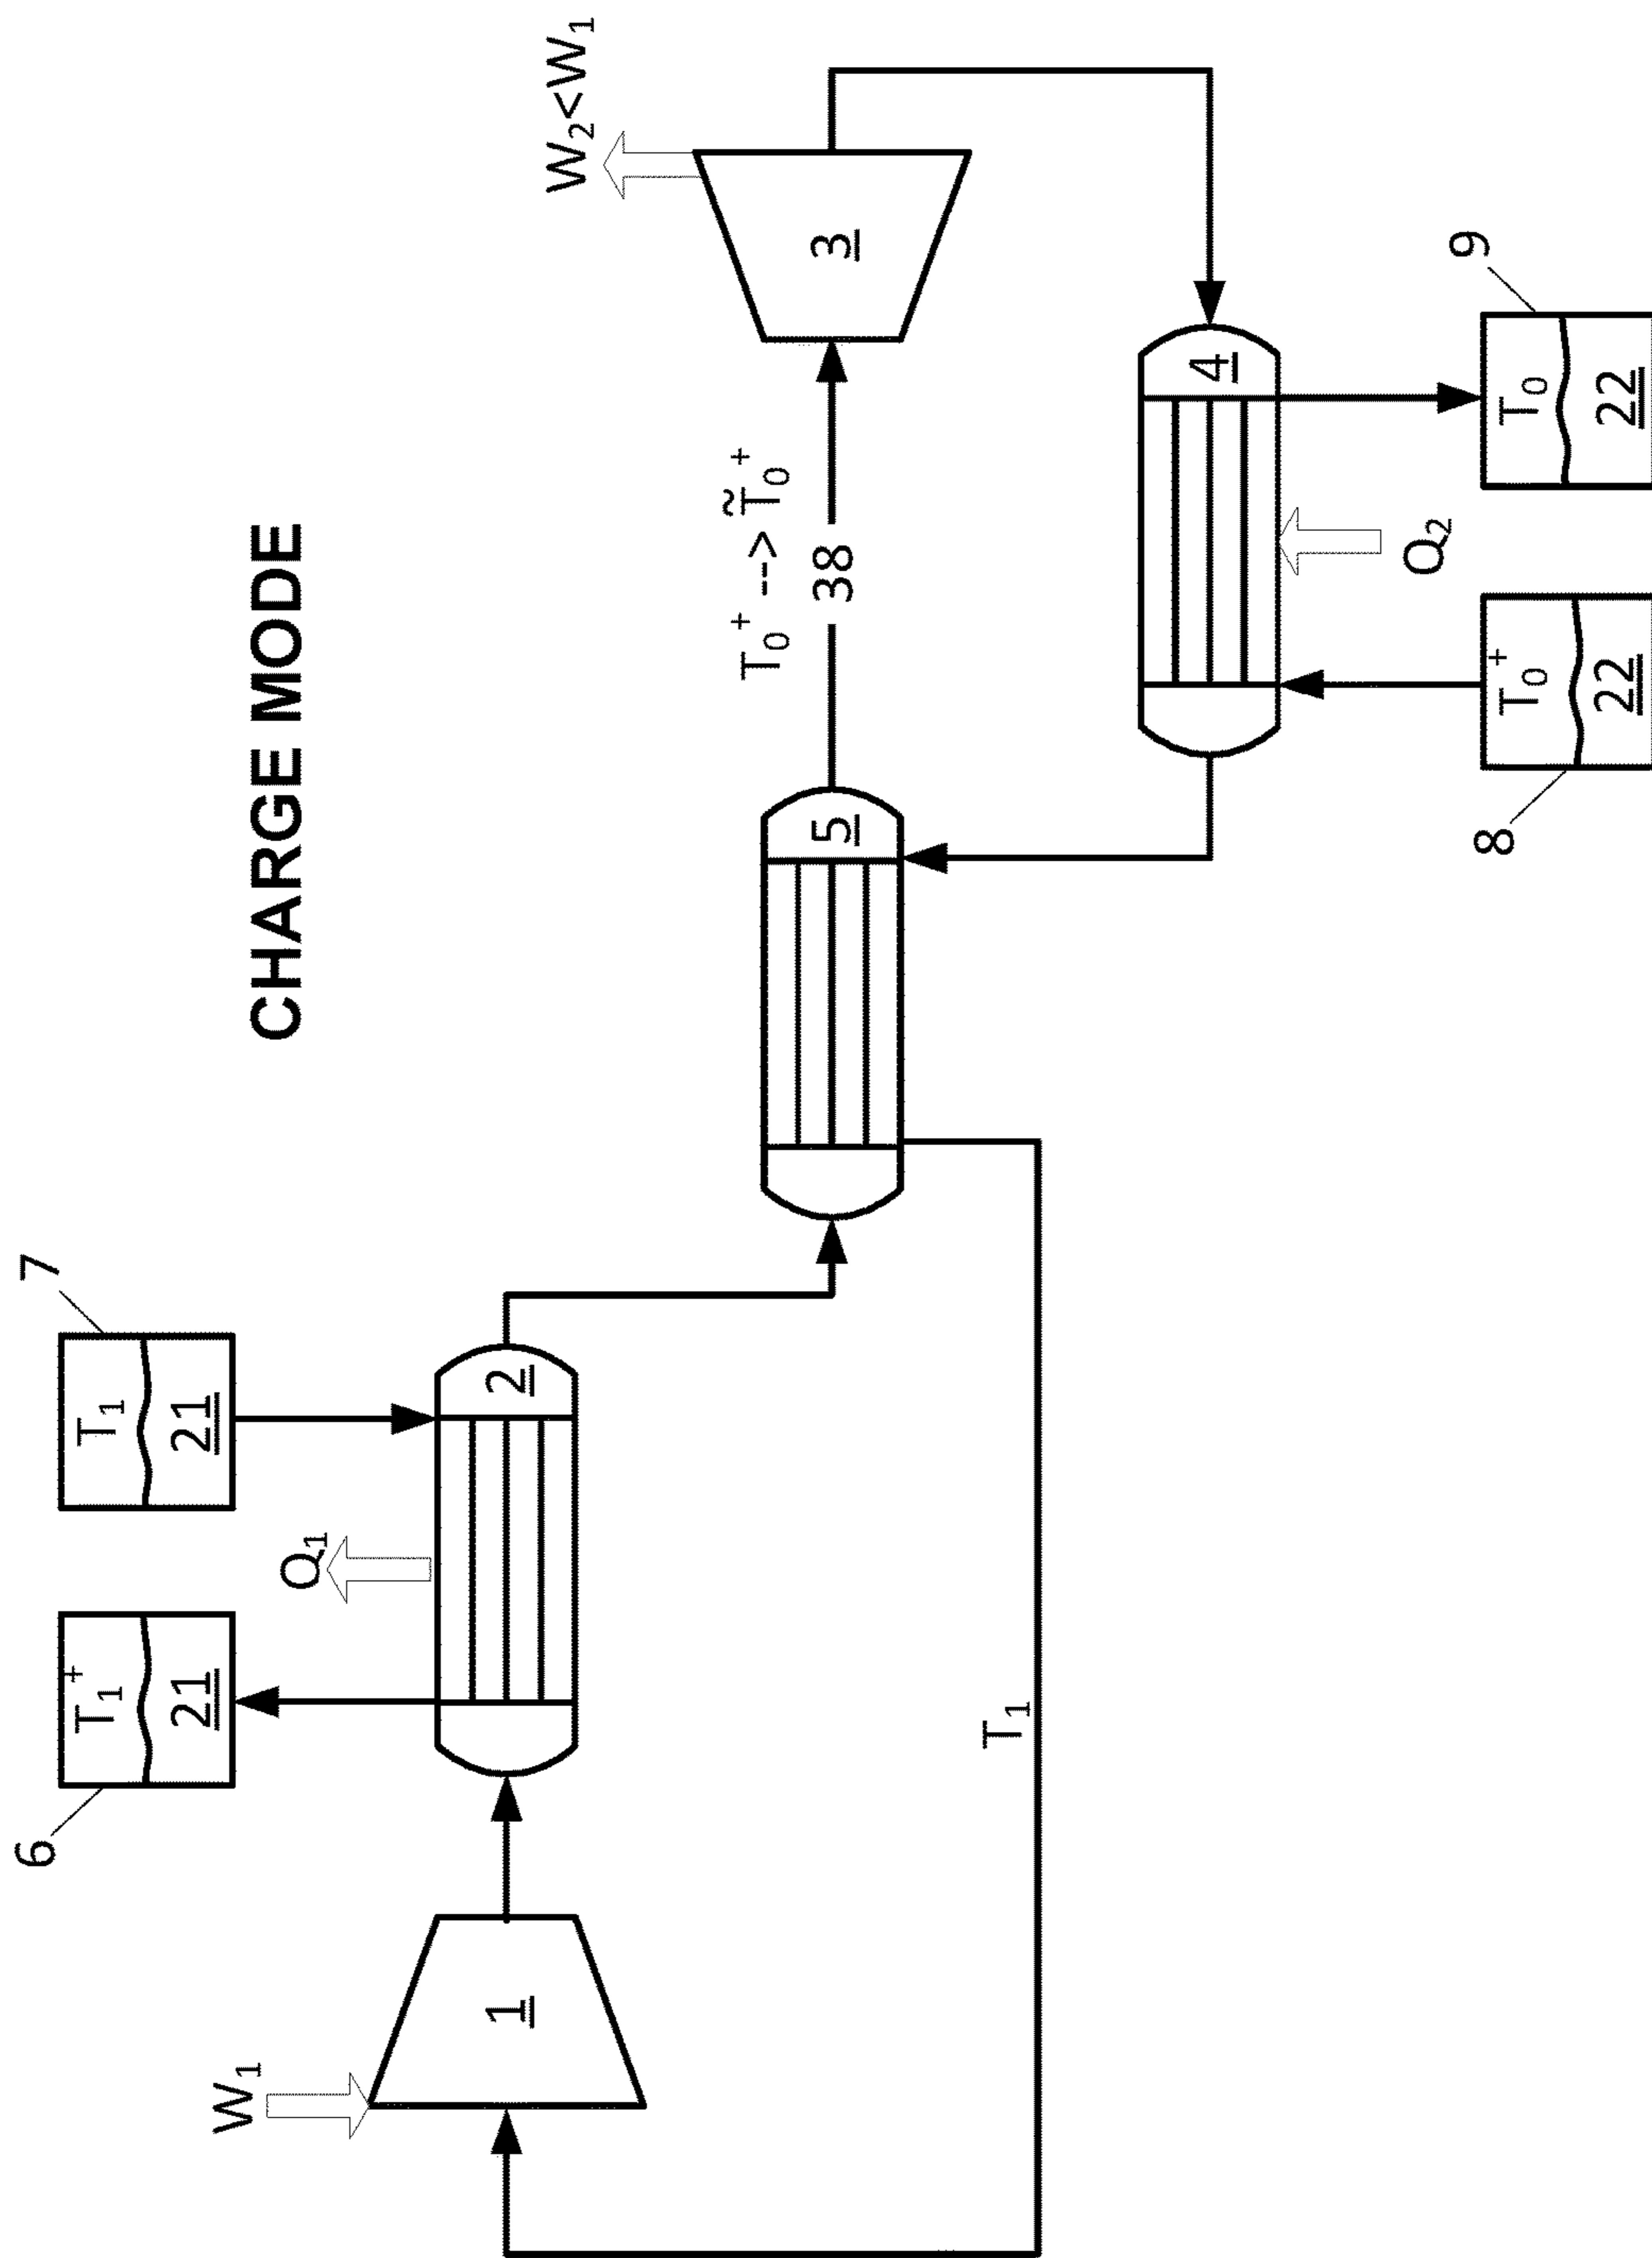 CHARGE MODE
6
7
T₁⁺
21
T₁
21
W₁
Q₁
1
2
W₂<W₁
T₀⁺ --> T̃₀⁺
38
3
5
T₁
4
Q₂
T₀⁺
22
T₀
22
8
9